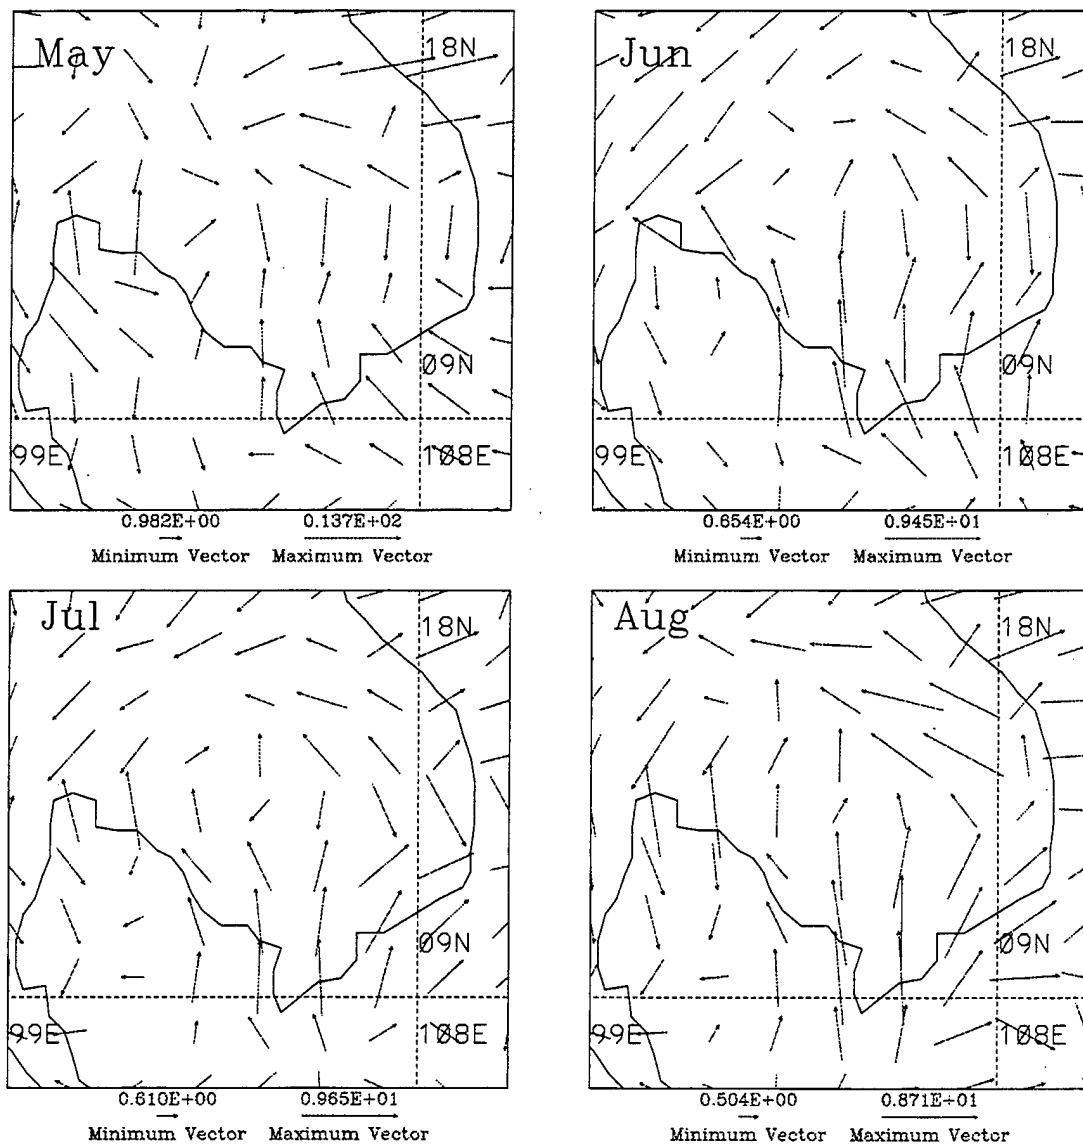 May
18N
09N
99E
108E
0.982E+00 0.137E+02
Minimum Vector Maximum Vector
Jun
18N
09N
99E
108E
0.654E+00 0.945E+01
Minimum Vector Maximum Vector
Jul
18N
09N
99E
108E
0.610E+00 0.965E+01
Minimum Vector Maximum Vector
Aug
18N
09N
99E
108E
0.504E+00 0.871E+01
Minimum Vector Maximum Vector